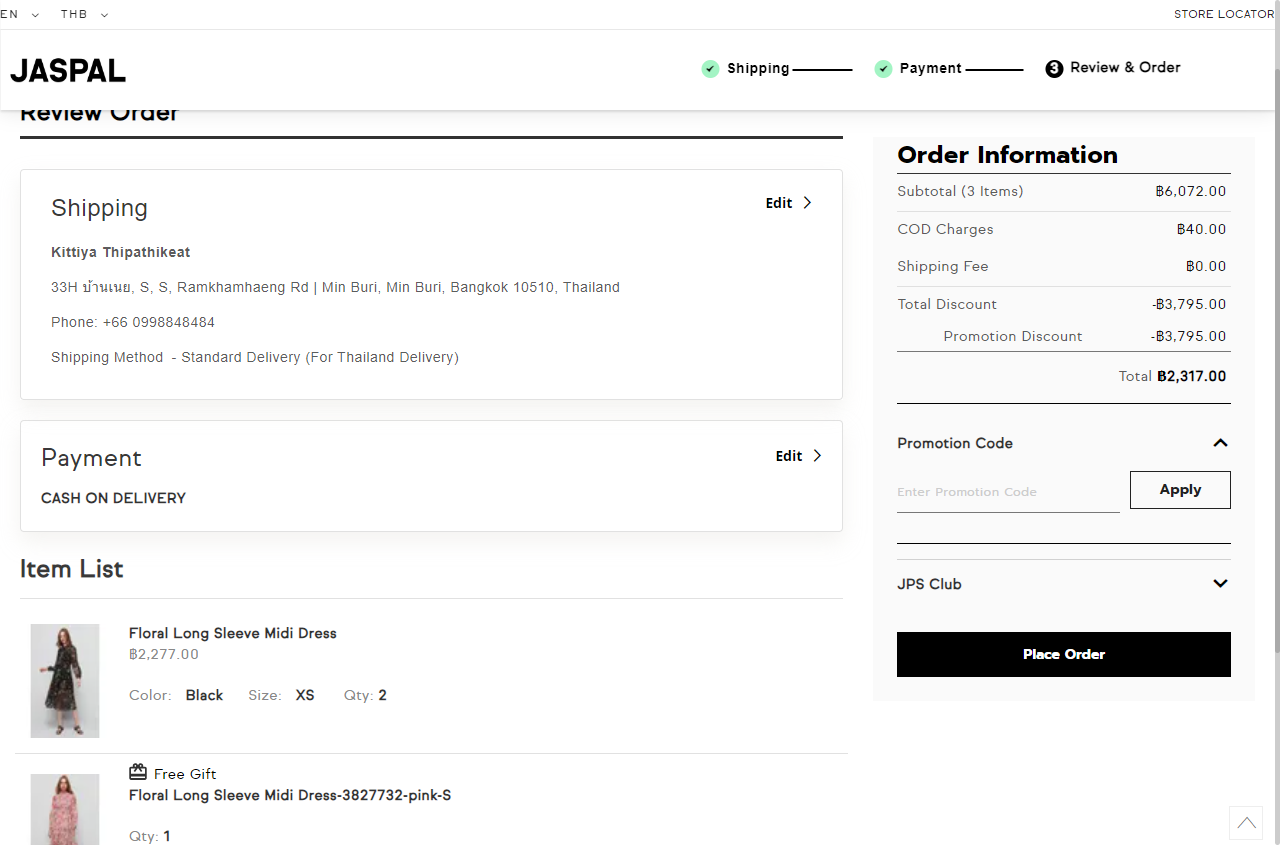 EN THB STORE LOCATOR
JASPAL
Shipping Payment 3 Review & Order
Review Order
Shipping
Edit
Kittiya Thipathikeat
33H บ้านเนย, S, S, Ramkhamhaeng Rd | Min Buri, Min Buri, Bangkok 10510, Thailand
Phone: +66 0998848484
Shipping Method - Standard Delivery (For Thailand Delivery)
Payment
Edit
CASH ON DELIVERY
Item List
Floral Long Sleeve Midi Dress
฿2,277.00
Color: Black Size: XS Qty: 2
Free Gift
Floral Long Sleeve Midi Dress-3827732-pink-S
Qty: 1
Order Information
Subtotal (3 Items) ฿6,072.00
COD Charges ฿40.00
Shipping Fee ฿0.00
Total Discount -฿3,795.00
Promotion Discount -฿3,795.00
Total ฿2,317.00
Promotion Code
Enter Promotion Code Apply
JPS Club
Place Order